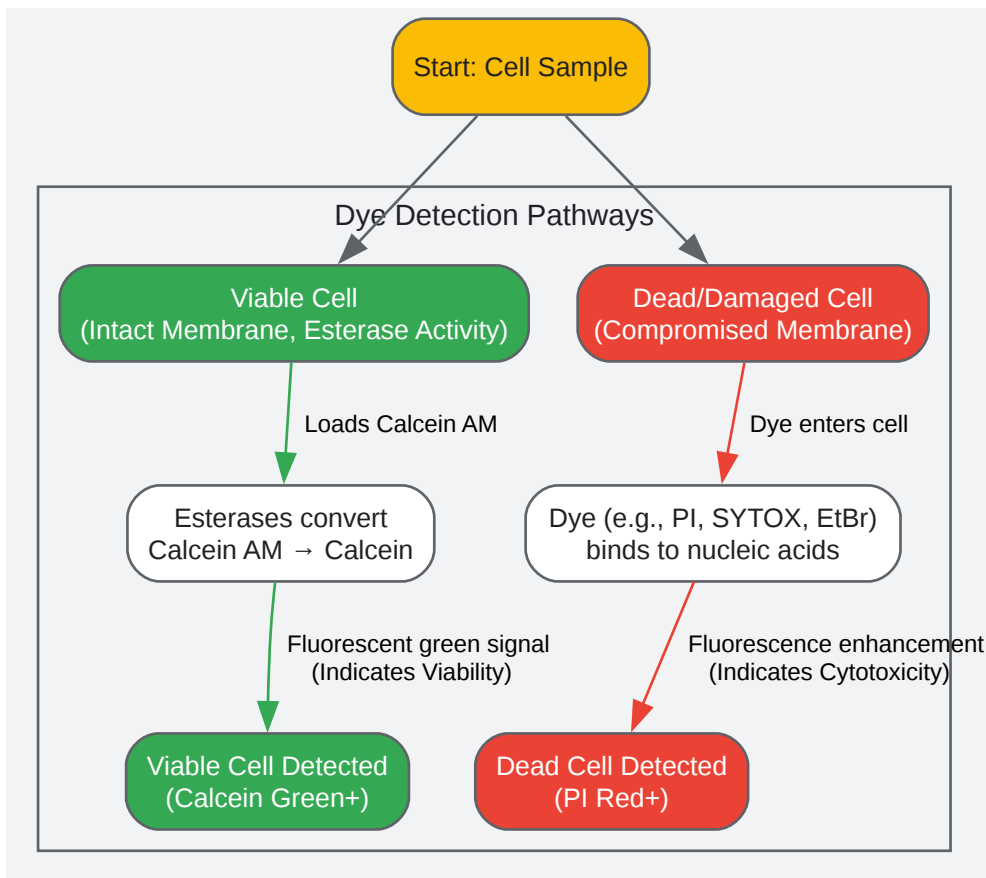 Start: Cell Sample
Dye Detection Pathways
Viable Cell
(Intact Membrane, Esterase Activity)
Dead/Damaged Cell
(Compromised Membrane)
Loads Calcein AM
Dye enters cell
Esterases convert
Calcein AM → Calcein
Dye (e.g., PI, SYTOX, EtBr)
binds to nucleic acids
Fluorescent green signal
(Indicates Viability)
Fluorescence enhancement
(Indicates Cytotoxicity)
Viable Cell Detected
(Calcein Green+)
Dead Cell Detected
(PI Red+)